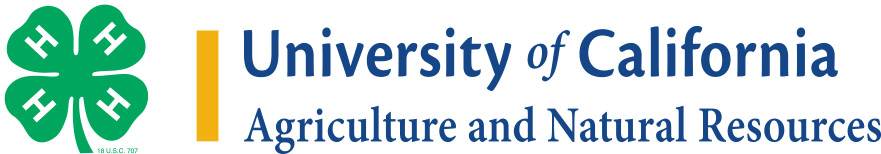 H H
H H
18 U.S.C. 707
University of California
Agriculture and Natural Resources